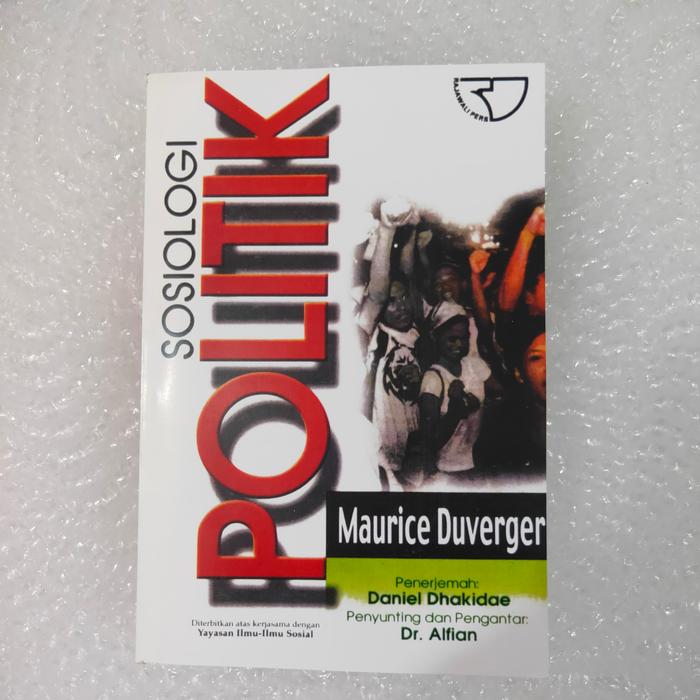 SOSIOLOGI
POLITIK
RAJAWALI PERS
Maurice Duverger
Penerjemah:
Daniel Dhakidae
Penyunting dan Pengantar:
Dr. Alfian
Diterbitkan atas kerjasama dengan
Yayasan Ilmu-Ilmu Sosial